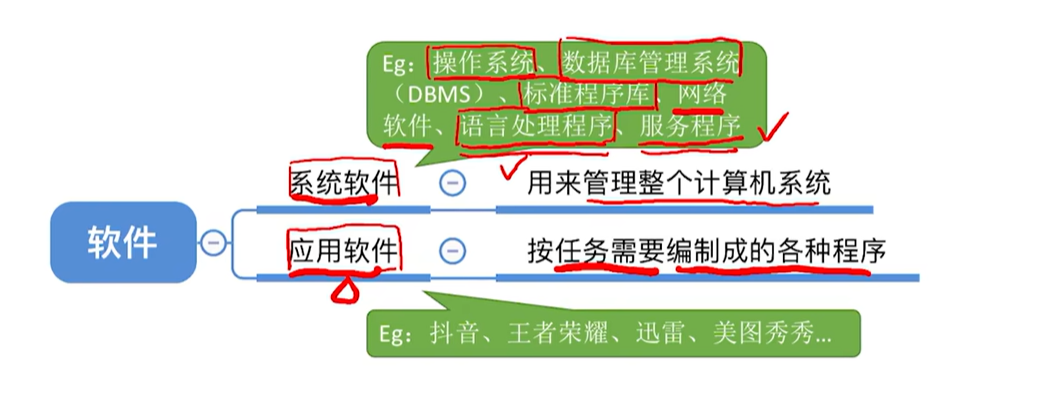 Eg：操作系统、数据库管理系统
（DBMS）、标准程序库、网络
软件、语言处理程序、服务程序
系统软件
用来管理整个计算机系统
软件
应用软件
按任务需要编制成的各种程序
Eg：抖音、王者荣耀、迅雷、美图秀秀...